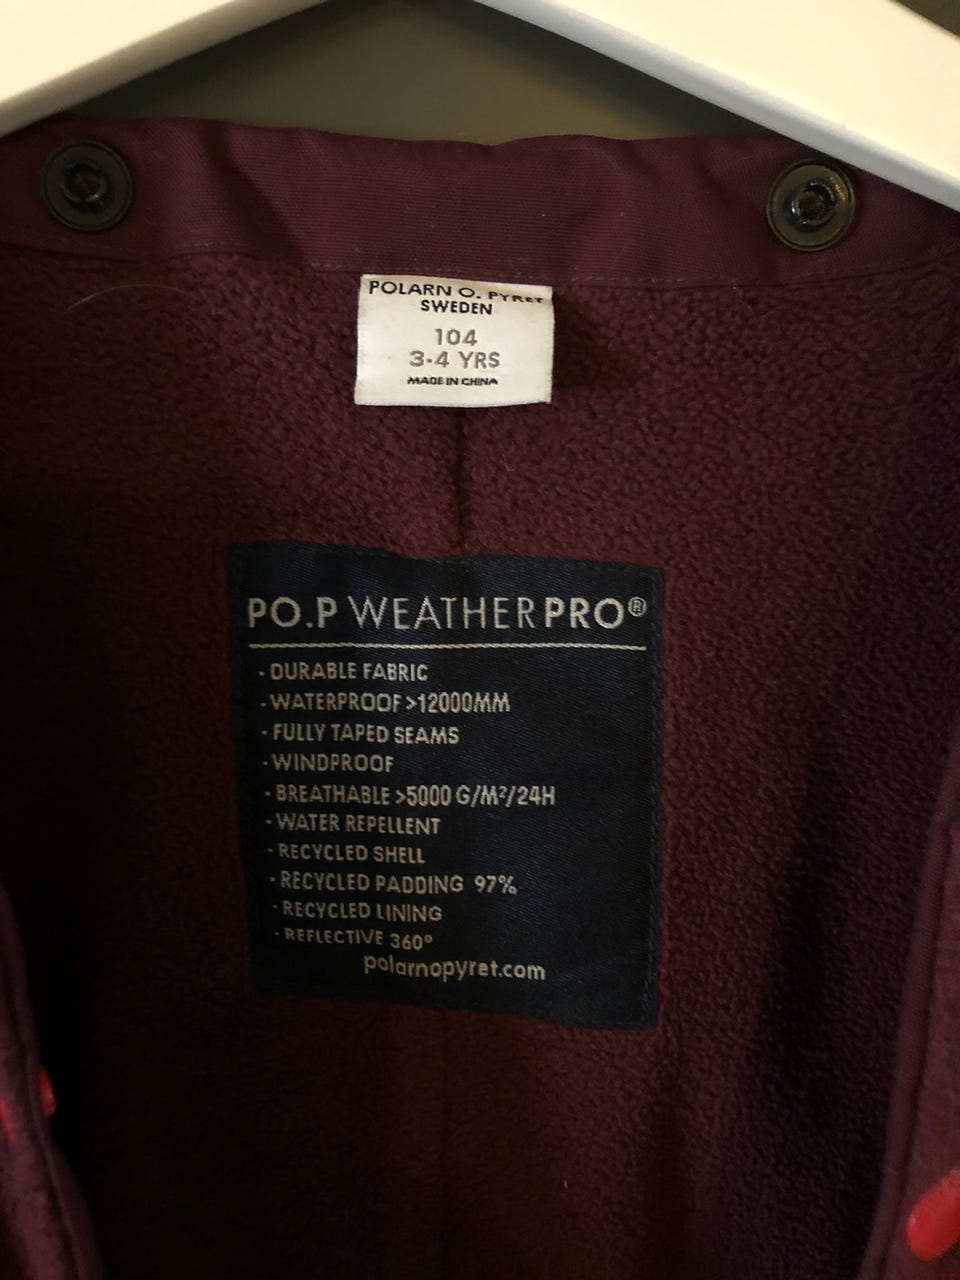 POLARN O. PYRET
SWEDEN
104
3-4 YRS
MADE IN CHINA
PO.P WEATHERPRO®
- DURABLE FABRIC
- WATERPROOF >12000MM
- FULLY TAPED SEAMS
- WINDPROOF
- BREATHABLE >5000 G/M²/24H
- WATER REPELLENT
- RECYCLED SHELL
- RECYCLED PADDING 97%
- RECYCLED LINING
- REFLECTIVE 360°
polarnopyret.com